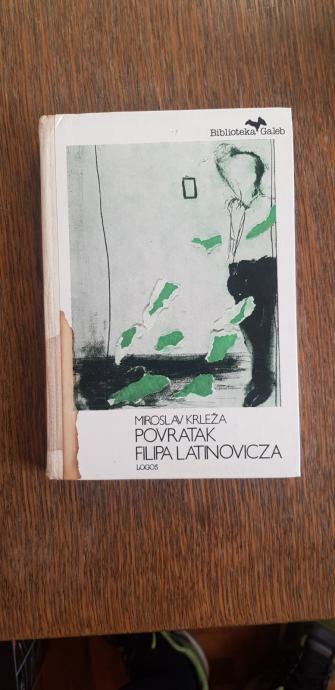 Biblioteka Galeb
MIROSLAV KRLEŽA
POVRATAK
FILIPA LATINOVICZA
LOGOS